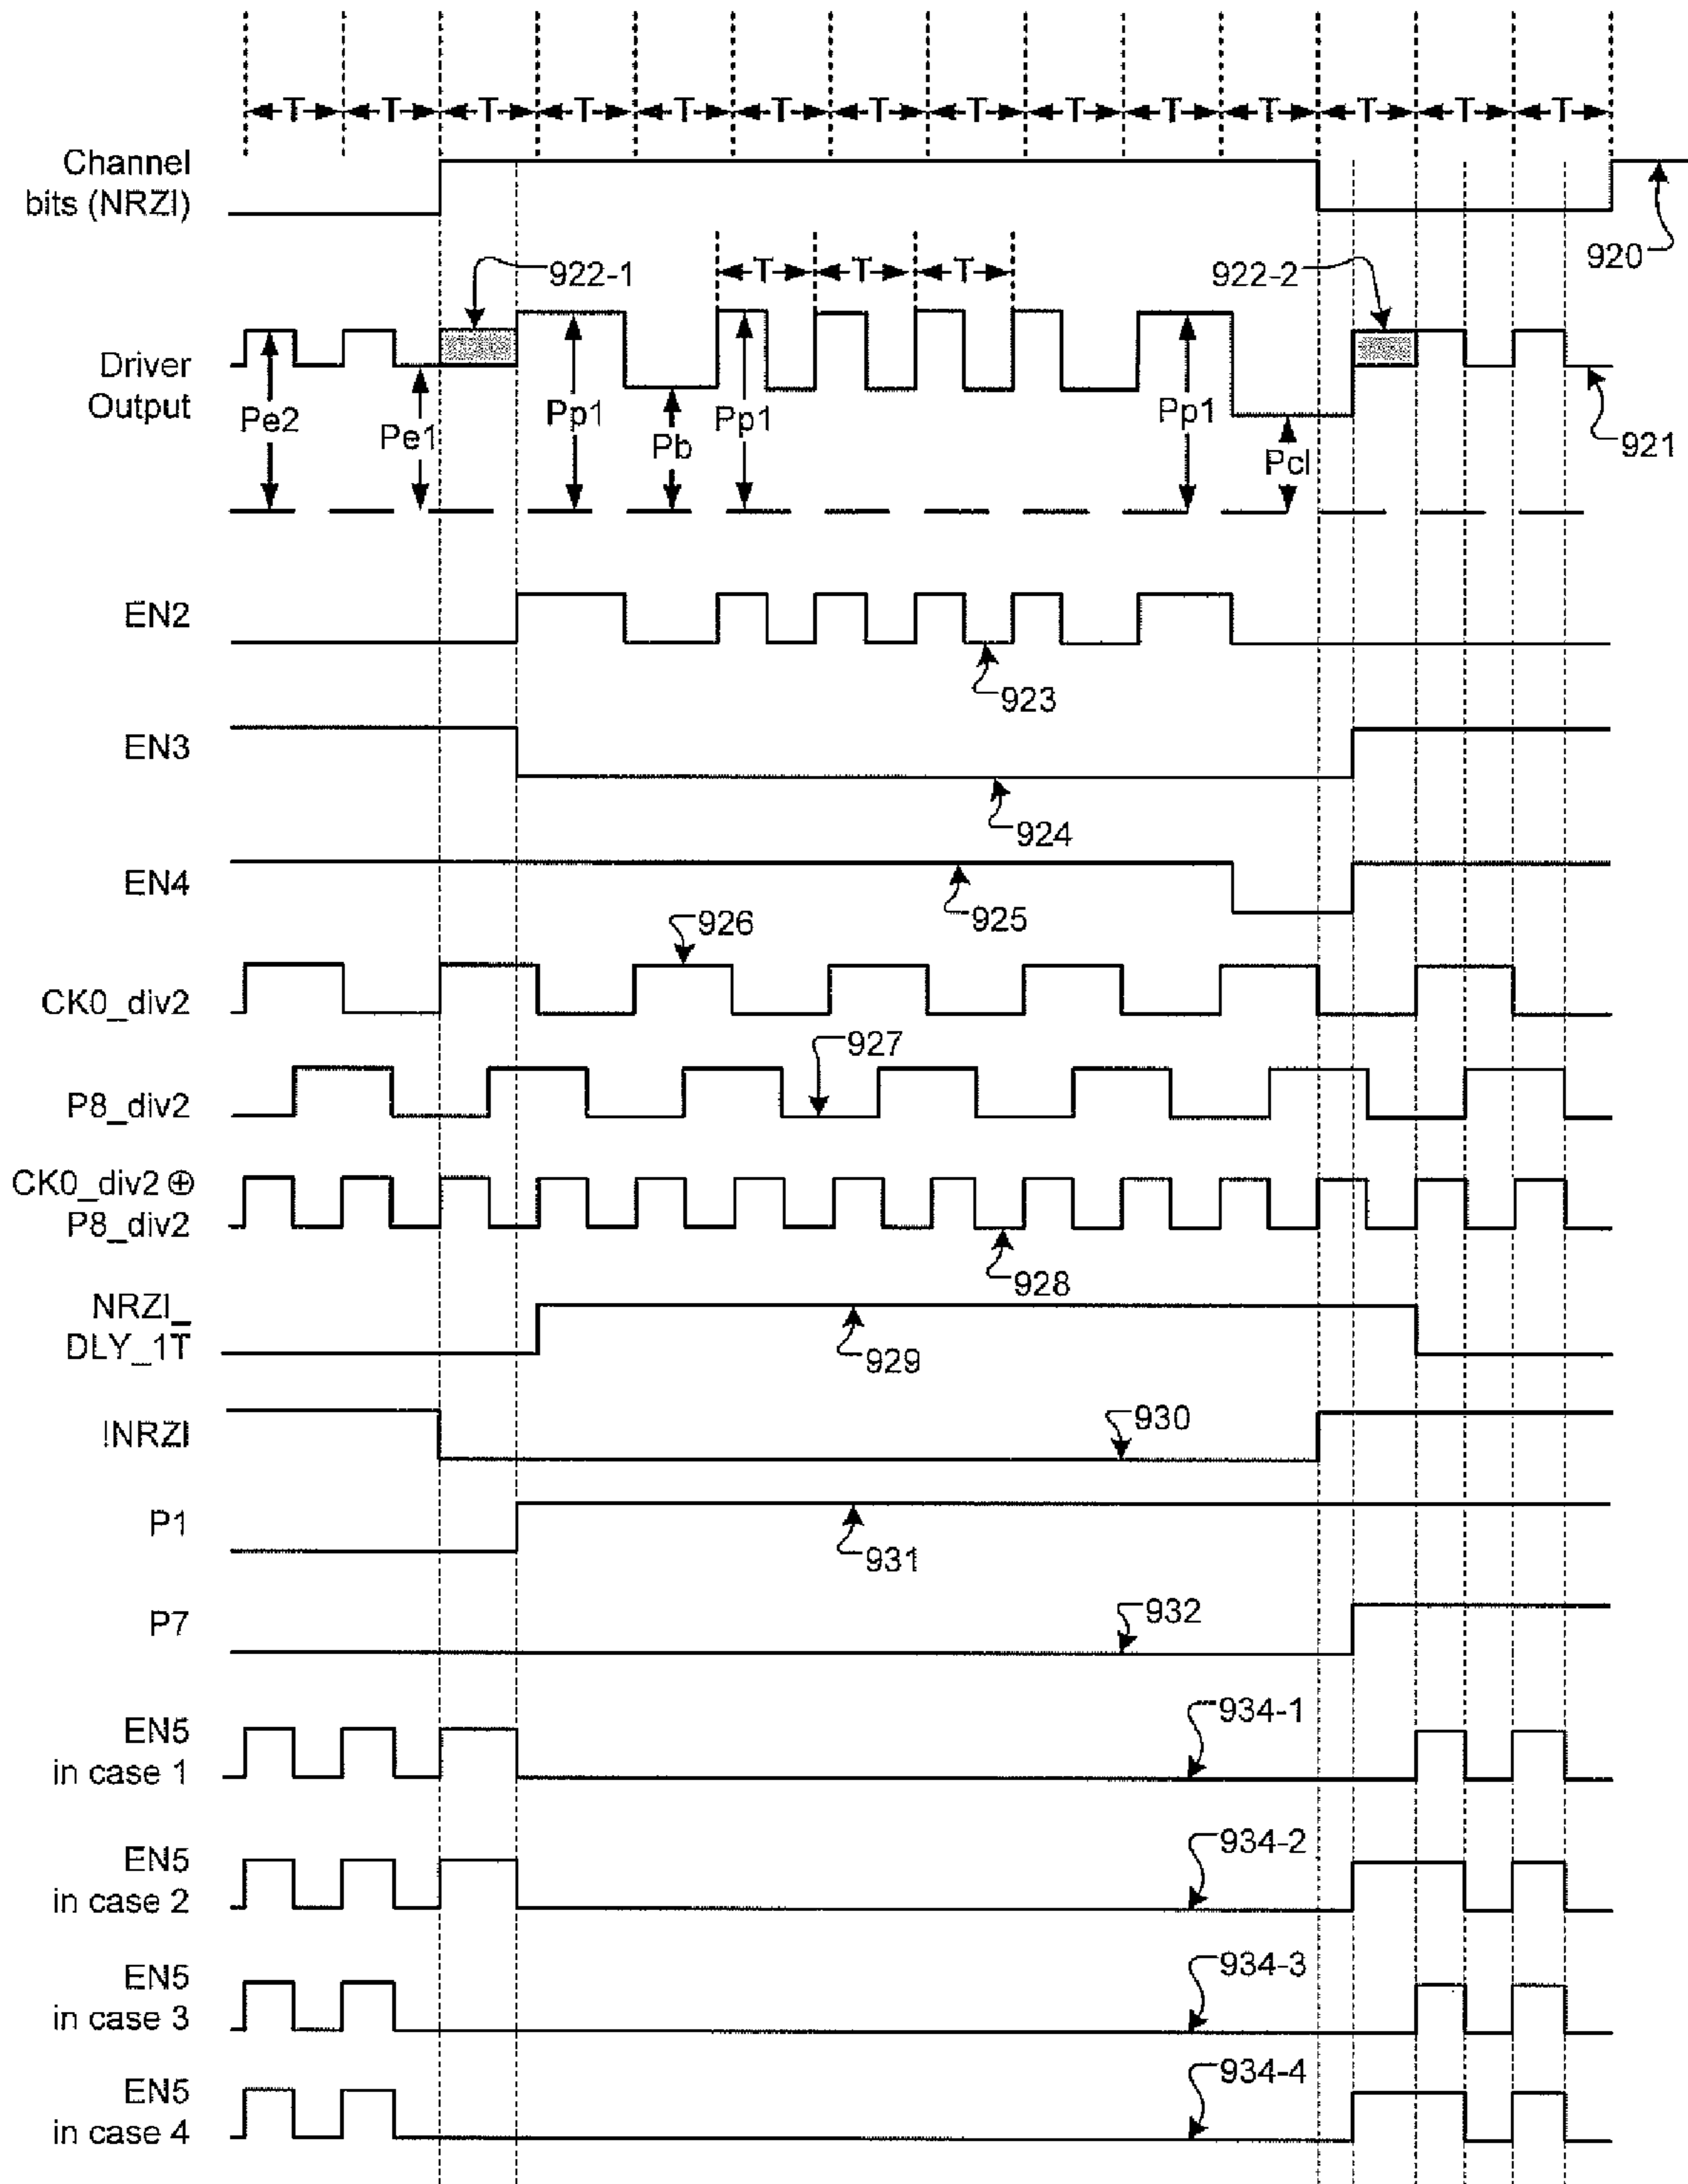 T T T T T T T T T T T T T T
Channel
bits (NRZI)
920
T T T
922-1
922-2
Driver
Output
Pe2
Pe1
Pp1
Pb
Pp1
Pp1
Pcl
921
EN2
923
EN3
924
EN4
925
926
CK0_div2
927
P8_div2
CK0_div2 ⊕
P8_div2
928
NRZI_
DLY_1T
929
!NRZI
930
P1
931
P7
932
EN5
in case 1
934-1
EN5
in case 2
934-2
EN5
in case 3
934-3
EN5
in case 4
934-4